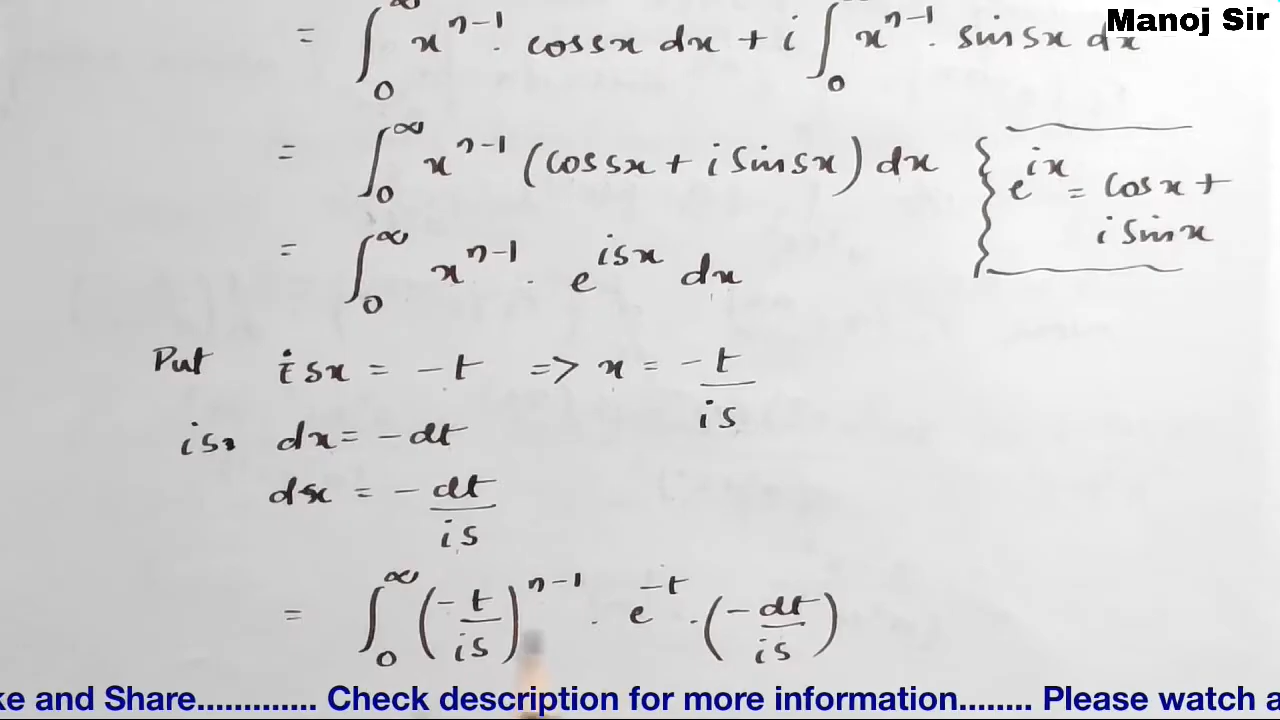 Manoj Sir
= ∫₀^∞ x^{n-1} · cos sx dx + i ∫₀ x^{n-1} · sin sx dx
= ∫₀^∞ x^{n-1} (cos sx + i sin sx) dx { e^{ix} = cos x +
i sin x
= ∫₀^∞ x^{n-1} · e^{isx} dx
Put isx = -t => x = -t/is
is dx = -dt
dx = -dt/is
= ∫₀^∞ (-t/is)^{n-1} · e^{-t} · (-dt/is)
ke and Share............. Check description for more information........ Please watch a